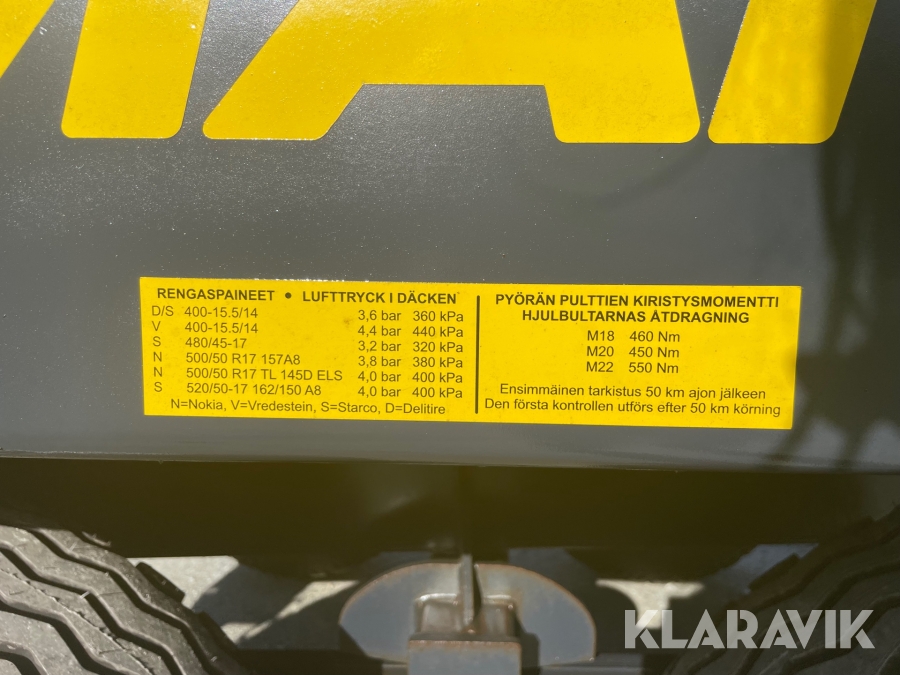 RENGASPAINEET • LUFTTRYCK I DÄCKEN
D/S 400-15.5/14 3,6 bar 360 kPa
V 400-15.5/14 4,4 bar 440 kPa
S 480/45-17 3,2 bar 320 kPa
N 500/50 R17 157A8 3,8 bar 380 kPa
N 500/50 R17 TL 145D ELS 4,0 bar 400 kPa
S 520/50-17 162/150 A8 4,0 bar 400 kPa
N=Nokia, V=Vredestein, S=Starco, D=Delitire
PYÖRÄN PULTTIEN KIRISTYSMOMENTTI
HJULBULTARNAS ÅTDRAGNING
M18 460 Nm
M20 450 Nm
M22 550 Nm
Ensimmäinen tarkistus 50 km ajon jälkeen
Den första kontrollen utförs efter 50 km körning
KLARAVIK